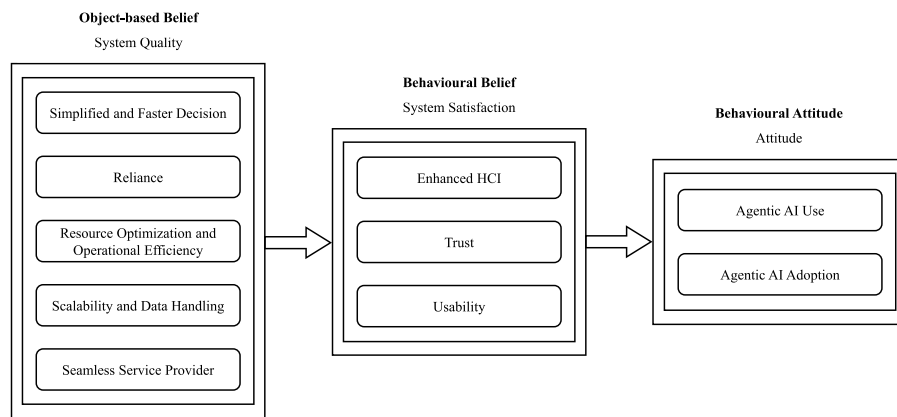 Object-based Belief
System Quality
Simplified and Faster Decision
Reliance
Resource Optimization and
Operational Efficiency
Scalability and Data Handling
Seamless Service Provider
Behavioural Belief
System Satisfaction
Enhanced HCI
Trust
Usability
Behavioural Attitude
Attitude
Agentic AI Use
Agentic AI Adoption